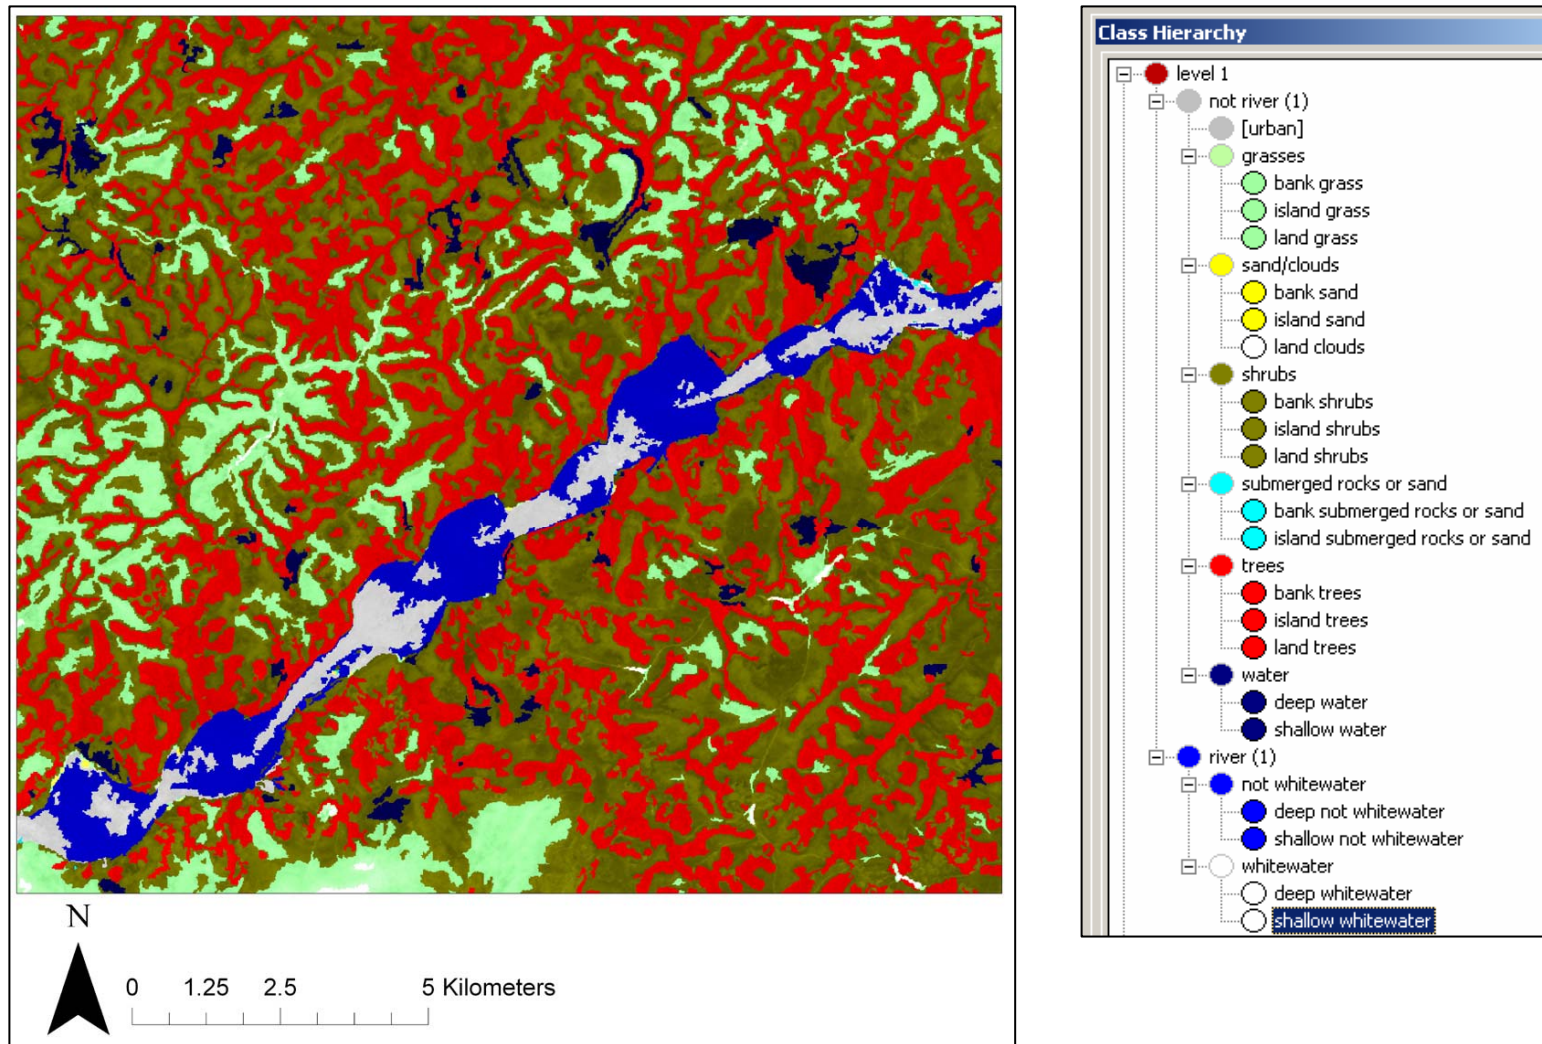 N
0 1.25 2.5 5 Kilometers
Class Hierarchy
level 1
not river (1)
[urban]
grasses
bank grass
island grass
land grass
sand/clouds
bank sand
island sand
land clouds
shrubs
bank shrubs
island shrubs
land shrubs
submerged rocks or sand
bank submerged rocks or sand
island submerged rocks or sand
trees
bank trees
island trees
land trees
water
deep water
shallow water
river (1)
not whitewater
deep not whitewater
shallow not whitewater
whitewater
deep whitewater
shallow whitewater